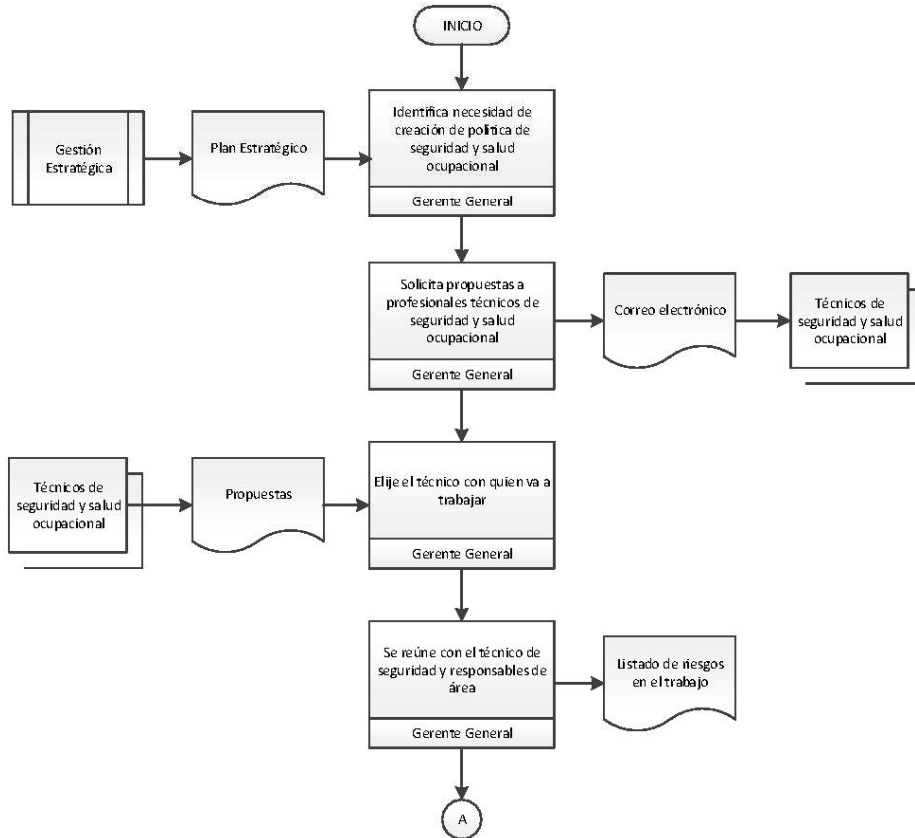 INICIO
Identifica necesidad de
creación de política de
seguridad y salud
ocupacional
Gerente General
Gestión
Estratégica
Plan Estratégico
Solicita propuestas a
profesionales técnicos de
seguridad y salud
ocupacional
Gerente General
Correo electrónico
Técnicos de
seguridad y salud
ocupacional
Técnicos de
seguridad y salud
ocupacional
Propuestas
Elije el técnico con quien va a
trabajar
Gerente General
Se reúne con el técnico de
seguridad y responsables de
área
Gerente General
Listado de riesgos
en el trabajo
A